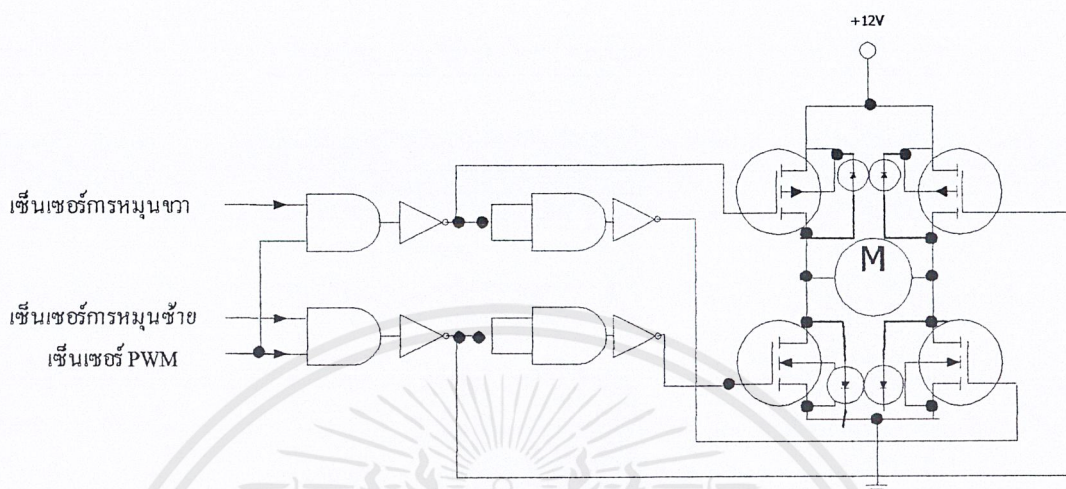 +12V
เซ็นเซอร์การหมุนขวา
M
เซ็นเซอร์การหมุนซ้าย
เซ็นเซอร์ PWM